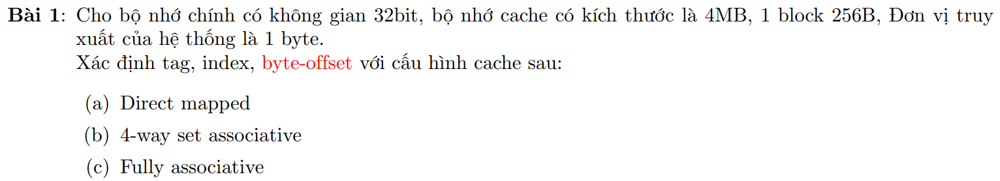 Bài 1: Cho bộ nhớ chính có không gian 32bit, bộ nhớ cache có kích thước là 4MB, 1 block 256B, Đơn vị truy
xuất của hệ thống là 1 byte.
Xác định tag, index, byte-offset với cấu hình cache sau:
(a) Direct mapped
(b) 4-way set associative
(c) Fully associative